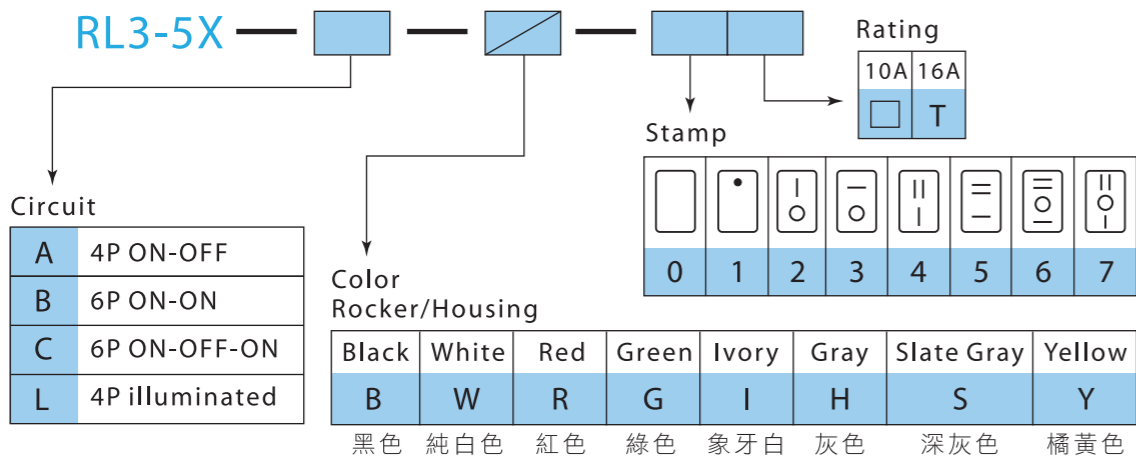 RL3-5X
Rating
10A 16A
T
Stamp
0 1 2 3 4 5 6 7
Circuit
A 4P ON-OFF
B 6P ON-ON
C 6P ON-OFF-ON
L 4P illuminated
Color
Rocker/Housing
Black White Red Green Ivory Gray Slate Gray Yellow
B W R G I H S Y
黑色 純白色 紅色 綠色 象牙白 灰色 深灰色 橘黃色